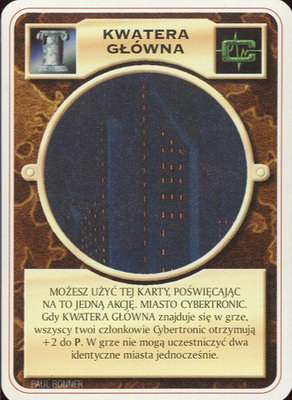 KWATERA
GŁÓWNA
MOŻESZ UŻYĆ TEJ KARTY, POŚWIĘCAJĄC
NA TO JEDNĄ AKCJĘ. MIASTO CYBERTRONIC.
Gdy KWATERA GŁÓWNA znajduje się w grze,
wszyscy twoi członkowie Cybertronic otrzymują
+2 do P. W grze nie mogą uczestniczyć dwa
identyczne miasta jednocześnie.
PAUL BONNER